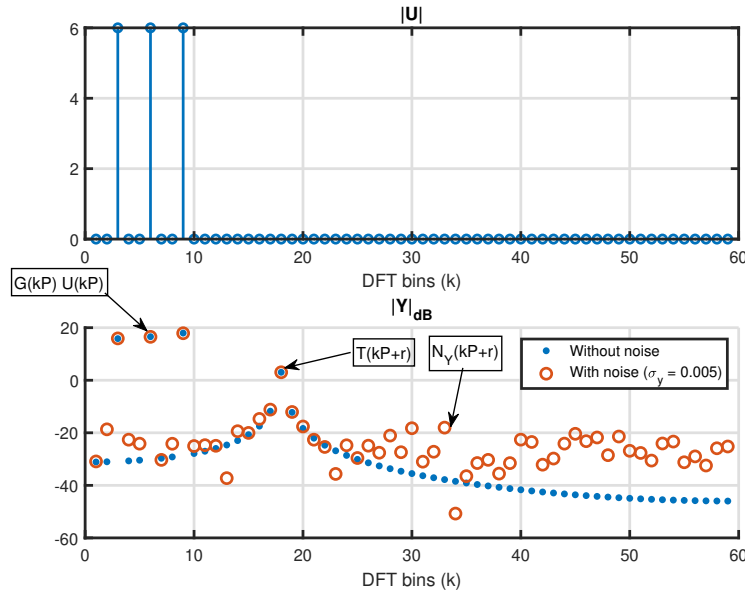 |U|
6
4
2
0
0 10 20 30 40 50 60
DFT bins (k)
G(kP) U(kP)
|Y|dB
20
0
-20
-40
-60
T(kP+r)
N_Y(kP+r)
Without noise
With noise (σ_y = 0.005)
0 10 20 30 40 50 60
DFT bins (k)